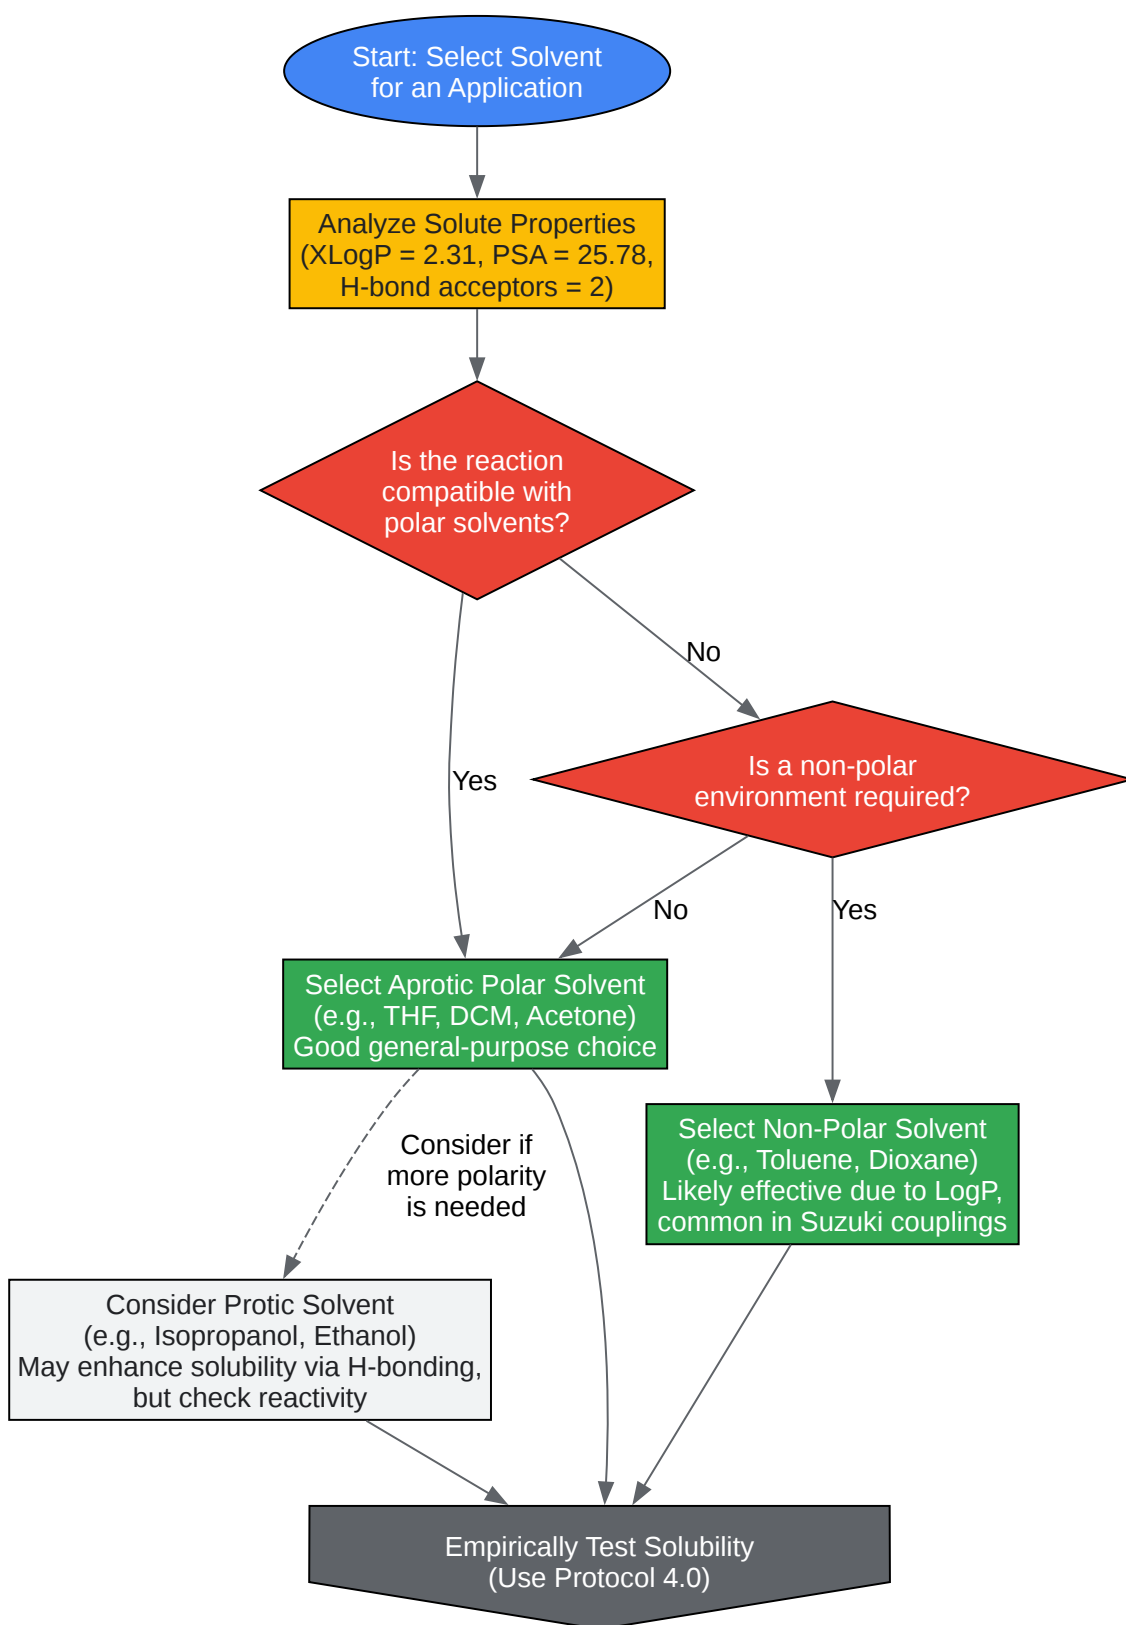 Start: Select Solvent
for an Application
Analyze Solute Properties
(XLogP = 2.31, PSA = 25.78,
H-bond acceptors = 2)
Is the reaction
compatible with
polar solvents?
No
Is a non-polar
environment required?
Yes
No
Yes
Select Aprotic Polar Solvent
(e.g., THF, DCM, Acetone)
Good general-purpose choice
Select Non-Polar Solvent
(e.g., Toluene, Dioxane)
Likely effective due to LogP,
common in Suzuki couplings
Consider if
more polarity
is needed
Consider Protic Solvent
(e.g., Isopropanol, Ethanol)
May enhance solubility via H-bonding,
but check reactivity
Empirically Test Solubility
(Use Protocol 4.0)